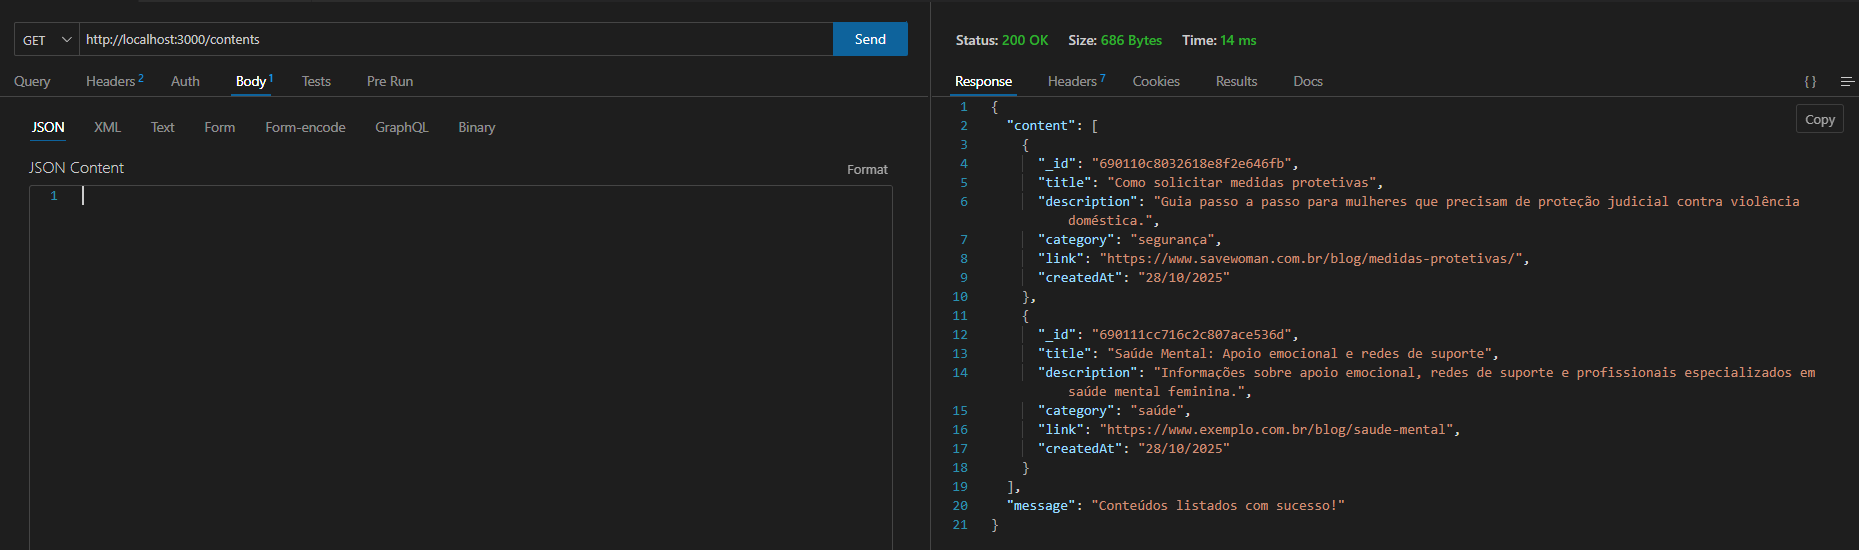 GET http://localhost:3000/contents Send
Query Headers 2 Auth Body 1 Tests Pre Run
JSON XML Text Form Form-encode GraphQL Binary
JSON Content Format
1
Status: 200 OK Size: 686 Bytes Time: 14 ms
Response Headers 7 Cookies Results Docs { }
Copy
1 {
2 "content": [
3 {
4 "_id": "690110c8032618e8f2e646fb",
5 "title": "Como solicitar medidas protetivas",
6 "description": "Guia passo a passo para mulheres que precisam de proteção judicial contra violência
doméstica.",
7 "category": "segurança",
8 "link": "https://www.savewoman.com.br/blog/medidas-protetivas/",
9 "createdAt": "28/10/2025"
10 },
11 {
12 "_id": "690111cc716c2c807ace536d",
13 "title": "Saúde Mental: Apoio emocional e redes de suporte",
14 "description": "Informações sobre apoio emocional, redes de suporte e profissionais especializados em
saúde mental feminina.",
15 "category": "saúde",
16 "link": "https://www.exemplo.com.br/blog/saude-mental",
17 "createdAt": "28/10/2025"
18 }
19 ],
20 "message": "Conteúdos listados com sucesso!"
21 }